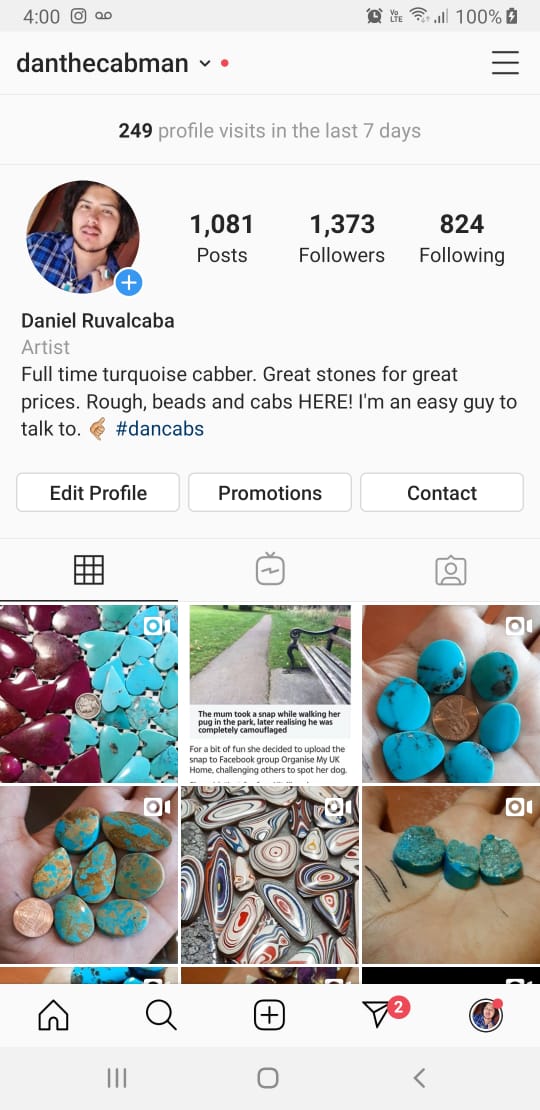 4:00 Vo LTE 100%
danthecabman
249 profile visits in the last 7 days
1,081 1,373 824
Posts Followers Following
Daniel Ruvalcaba
Artist
Full time turquoise cabber. Great stones for great
prices. Rough, beads and cabs HERE! I'm an easy guy to
talk to. 🤙🏼 #dancabs
Edit Profile Promotions Contact
The mum took a snap while walking her
pug in the park, later realising he was
completely camouflaged
For a bit of fun she decided to upload the
snap to Facebook group Organise My UK
Home, challenging others to spot her dog.
2